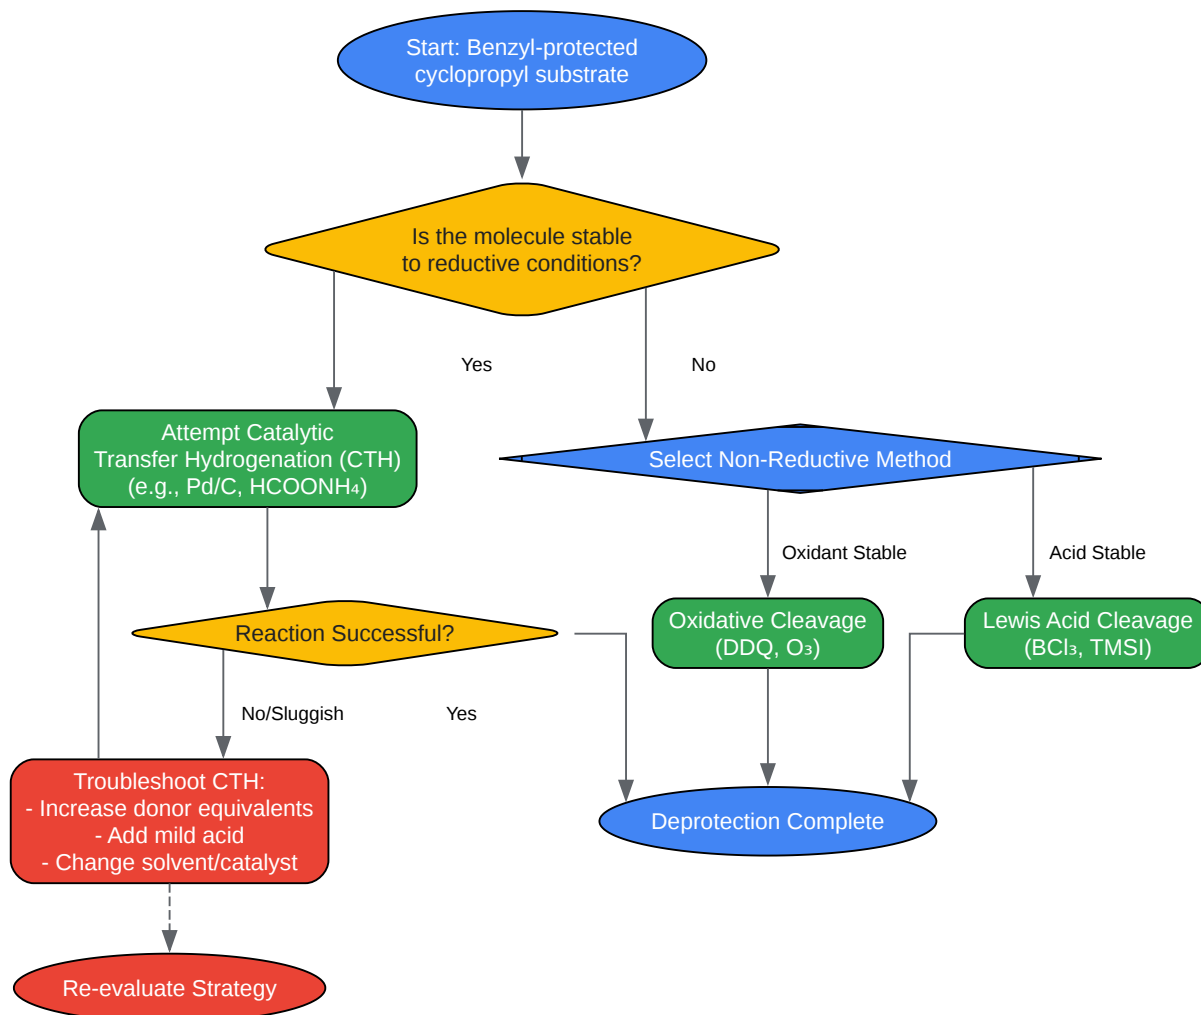 Start: Benzyl-protected
cyclopropyl substrate
Is the molecule stable
to reductive conditions?
Yes
No
Attempt Catalytic
Transfer Hydrogenation (CTH)
(e.g., Pd/C, HCOONH₄)
Select Non-Reductive Method
Oxidant Stable
Acid Stable
Reaction Successful?
Oxidative Cleavage
(DDQ, O₃)
Lewis Acid Cleavage
(BCl₃, TMSI)
No/Sluggish
Yes
Troubleshoot CTH:
- Increase donor equivalents
- Add mild acid
- Change solvent/catalyst
Deprotection Complete
Re-evaluate Strategy